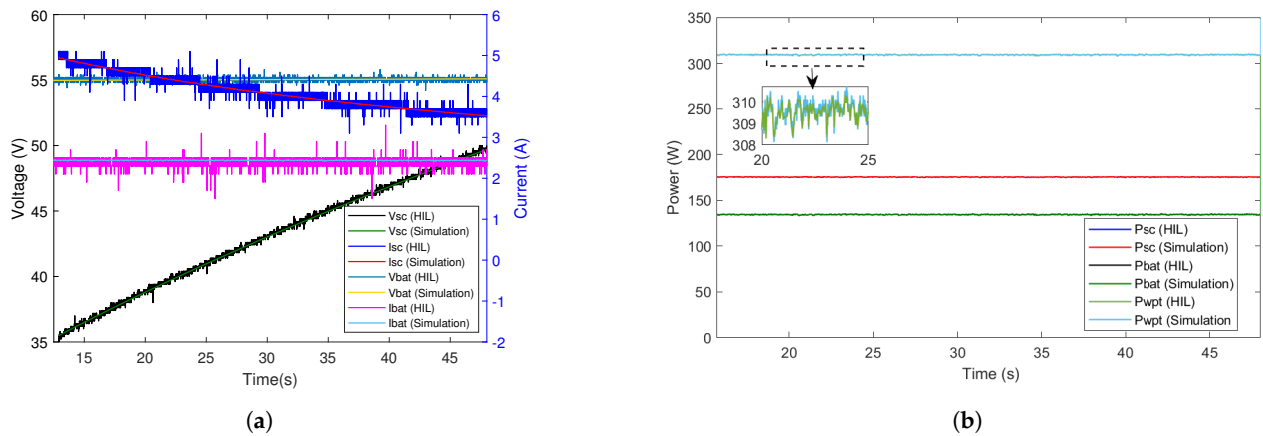 60
55
50
45
40
35
Voltage (V)
6
5
4
3
2
1
0
-1
-2
Current (A)
Vsc (HIL)
Vsc (Simulation)
Isc (HIL)
Isc (Simulation)
Vbat (HIL)
Vbat (Simulation)
Ibat (HIL)
Ibat (Simulation)
15 20 25 30 35 40 45
Time(s)
(a)
350
300
250
200
150
100
50
0
Power (W)
310
309
308
20 25
Psc (HIL)
Psc (Simulation)
Pbat (HIL)
Pbat (Simulation)
Pwpt (HIL)
Pwpt (Simulation
20 25 30 35 40 45
Time (s)
(b)